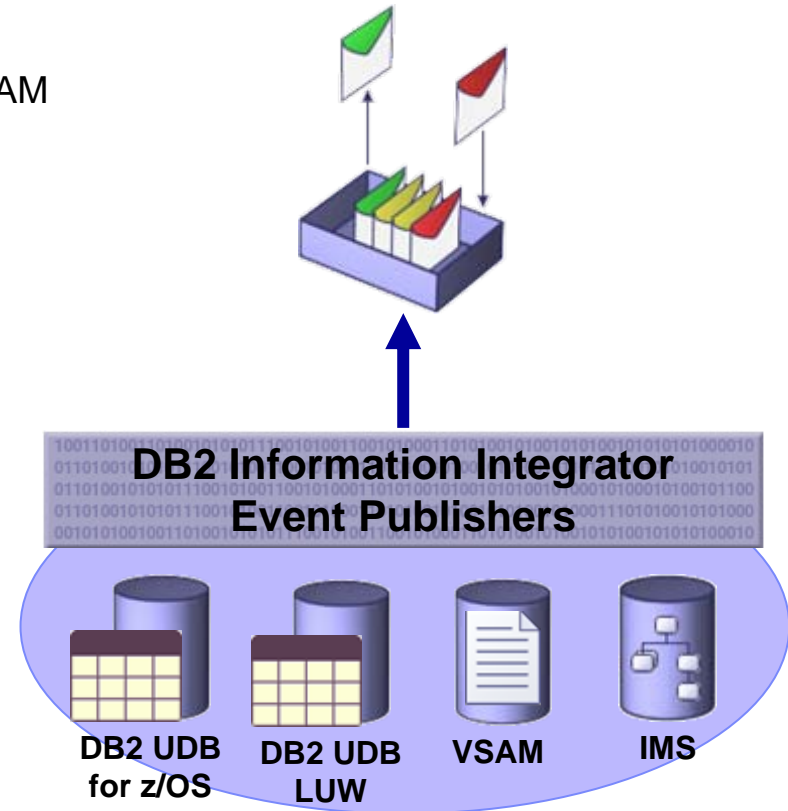 AM
DB2 Information Integrator
Event Publishers
DB2 UDB
for z/OS
DB2 UDB
LUW
VSAM
IMS